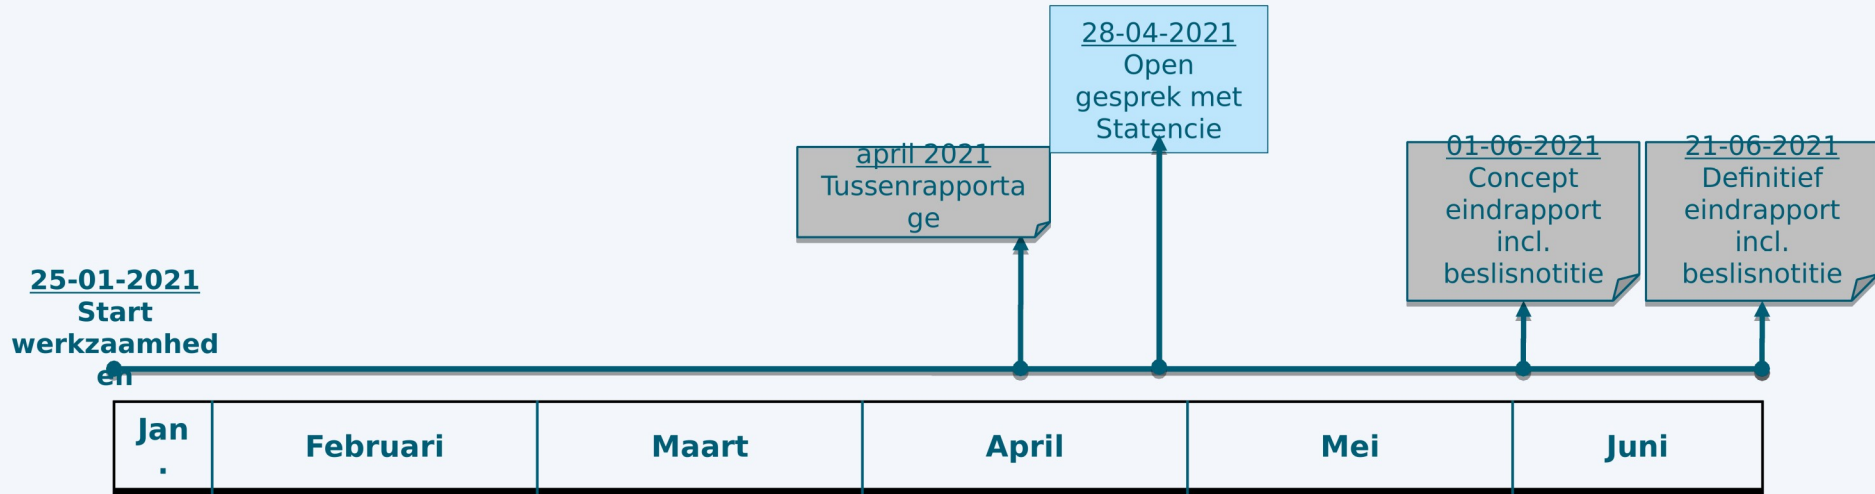 28-04-2021
Open
gesprek met
Statencie
april 2021
Tussenrapporta
ge
01-06-2021
Concept
eindrapport
incl.
beslisnotitie
21-06-2021
Definitief
eindrapport
incl.
beslisnotitie
25-01-2021
Start
werkzaamhed
en
Jan
.
Februari
Maart
April
Mei
Juni